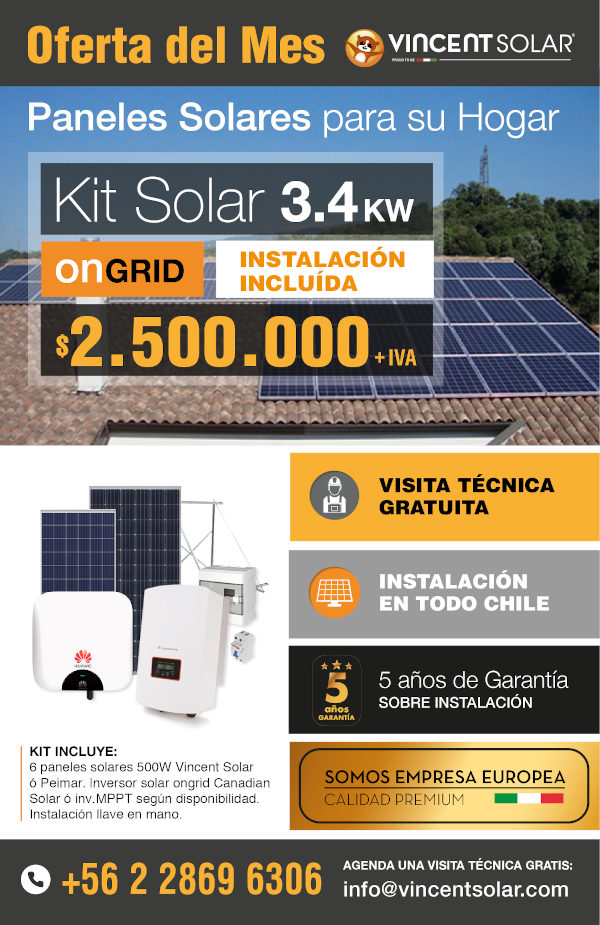 Oferta del Mes
VINCENT SOLAR®
PROUD TO BE
Paneles Solares para su Hogar
Kit Solar 3.4 KW
onGRID
INSTALACIÓN
INCLUÍDA
$2.500.000 + IVA
VISITA TÉCNICA
GRATUITA
INSTALACIÓN
EN TODO CHILE
HUAWEI
5
años
GARANTÍA
5 años de Garantía
SOBRE INSTALACIÓN
KIT INCLUYE:
6 paneles solares 500W Vincent Solar
ó Peimar. Inversor solar ongrid Canadian
Solar ó inv.MPPT según disponibilidad.
Instalación llave en mano.
SOMOS EMPRESA EUROPEA
CALIDAD PREMIUM
+56 2 2869 6306
AGENDA UNA VISITA TÉCNICA GRATIS:
info@vincentsolar.com